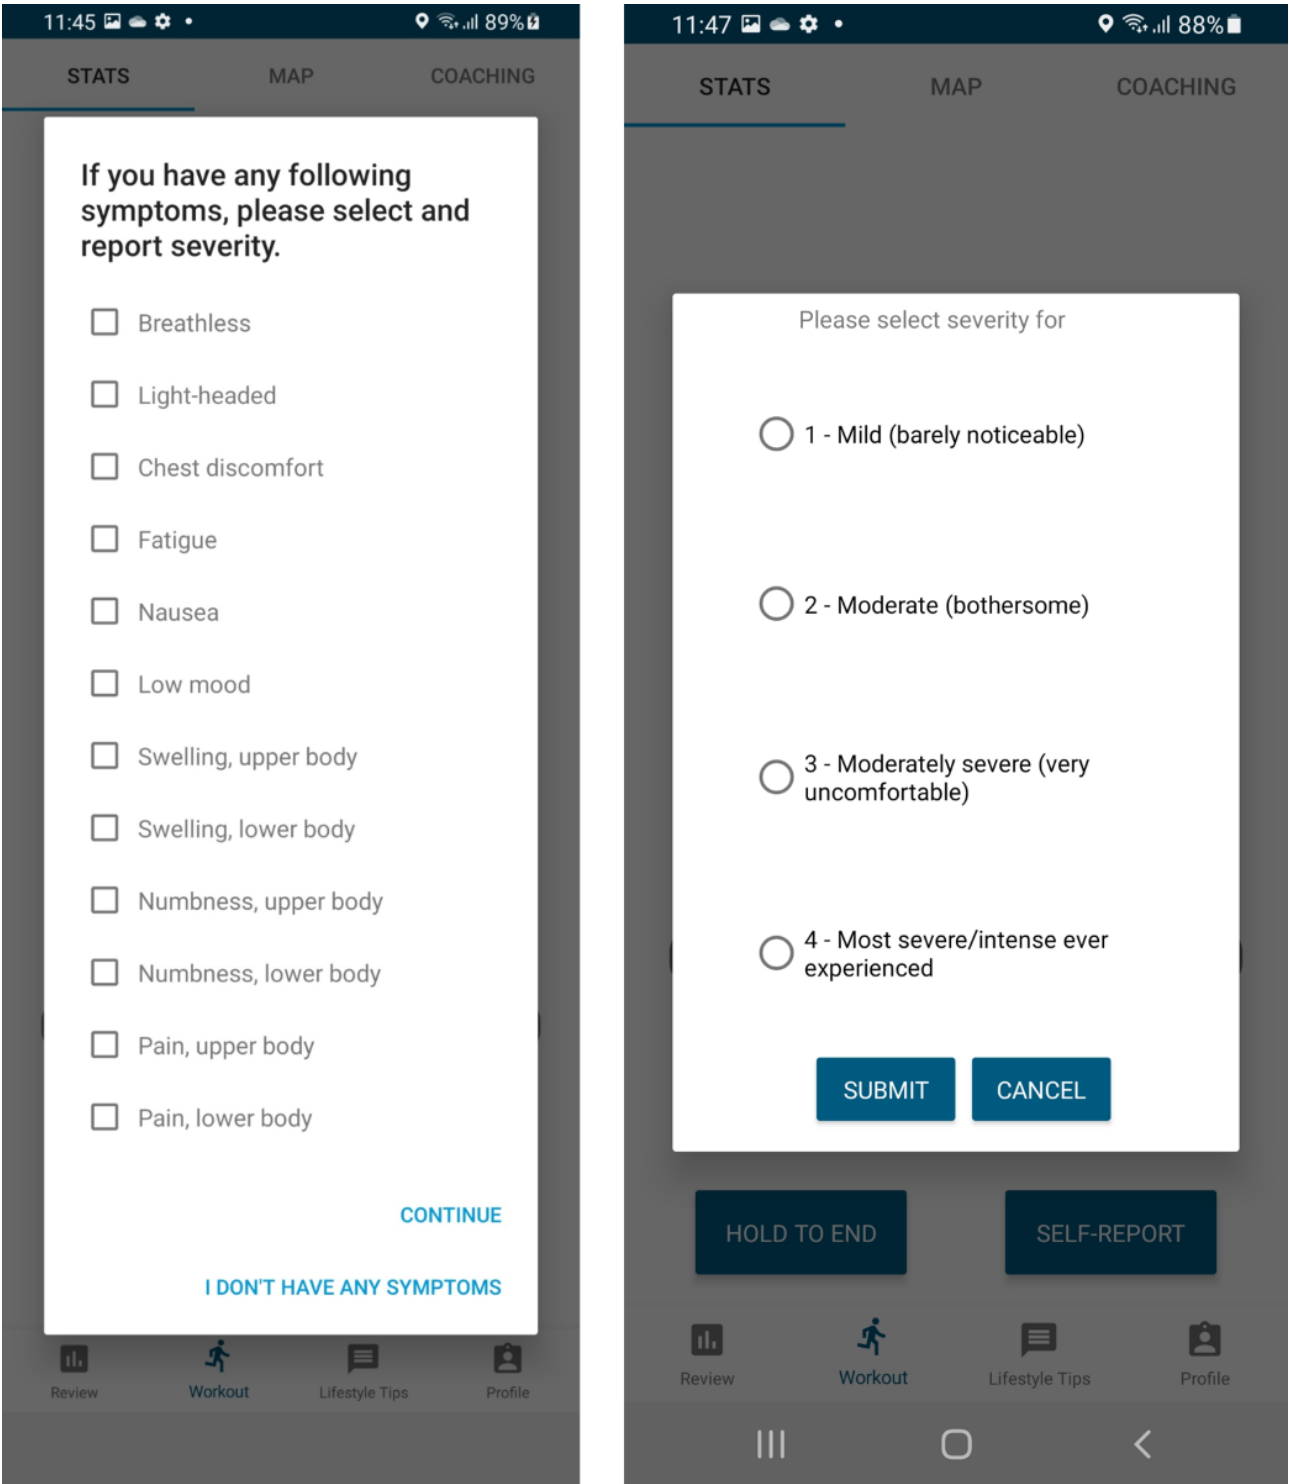 11:45
89%
STATS MAP COACHING
If you have any following
symptoms, please select and
report severity.
Breathless
Light-headed
Chest discomfort
Fatigue
Nausea
Low mood
Swelling, upper body
Swelling, lower body
Numbness, upper body
Numbness, lower body
Pain, upper body
Pain, lower body
CONTINUE
I DON'T HAVE ANY SYMPTOMS
Review Workout Lifestyle Tips Profile
11:47
88%
STATS MAP COACHING
Please select severity for
1 - Mild (barely noticeable)
2 - Moderate (bothersome)
3 - Moderately severe (very
uncomfortable)
4 - Most severe/intense ever
experienced
SUBMIT CANCEL
HOLD TO END SELF-REPORT
Review Workout Lifestyle Tips Profile